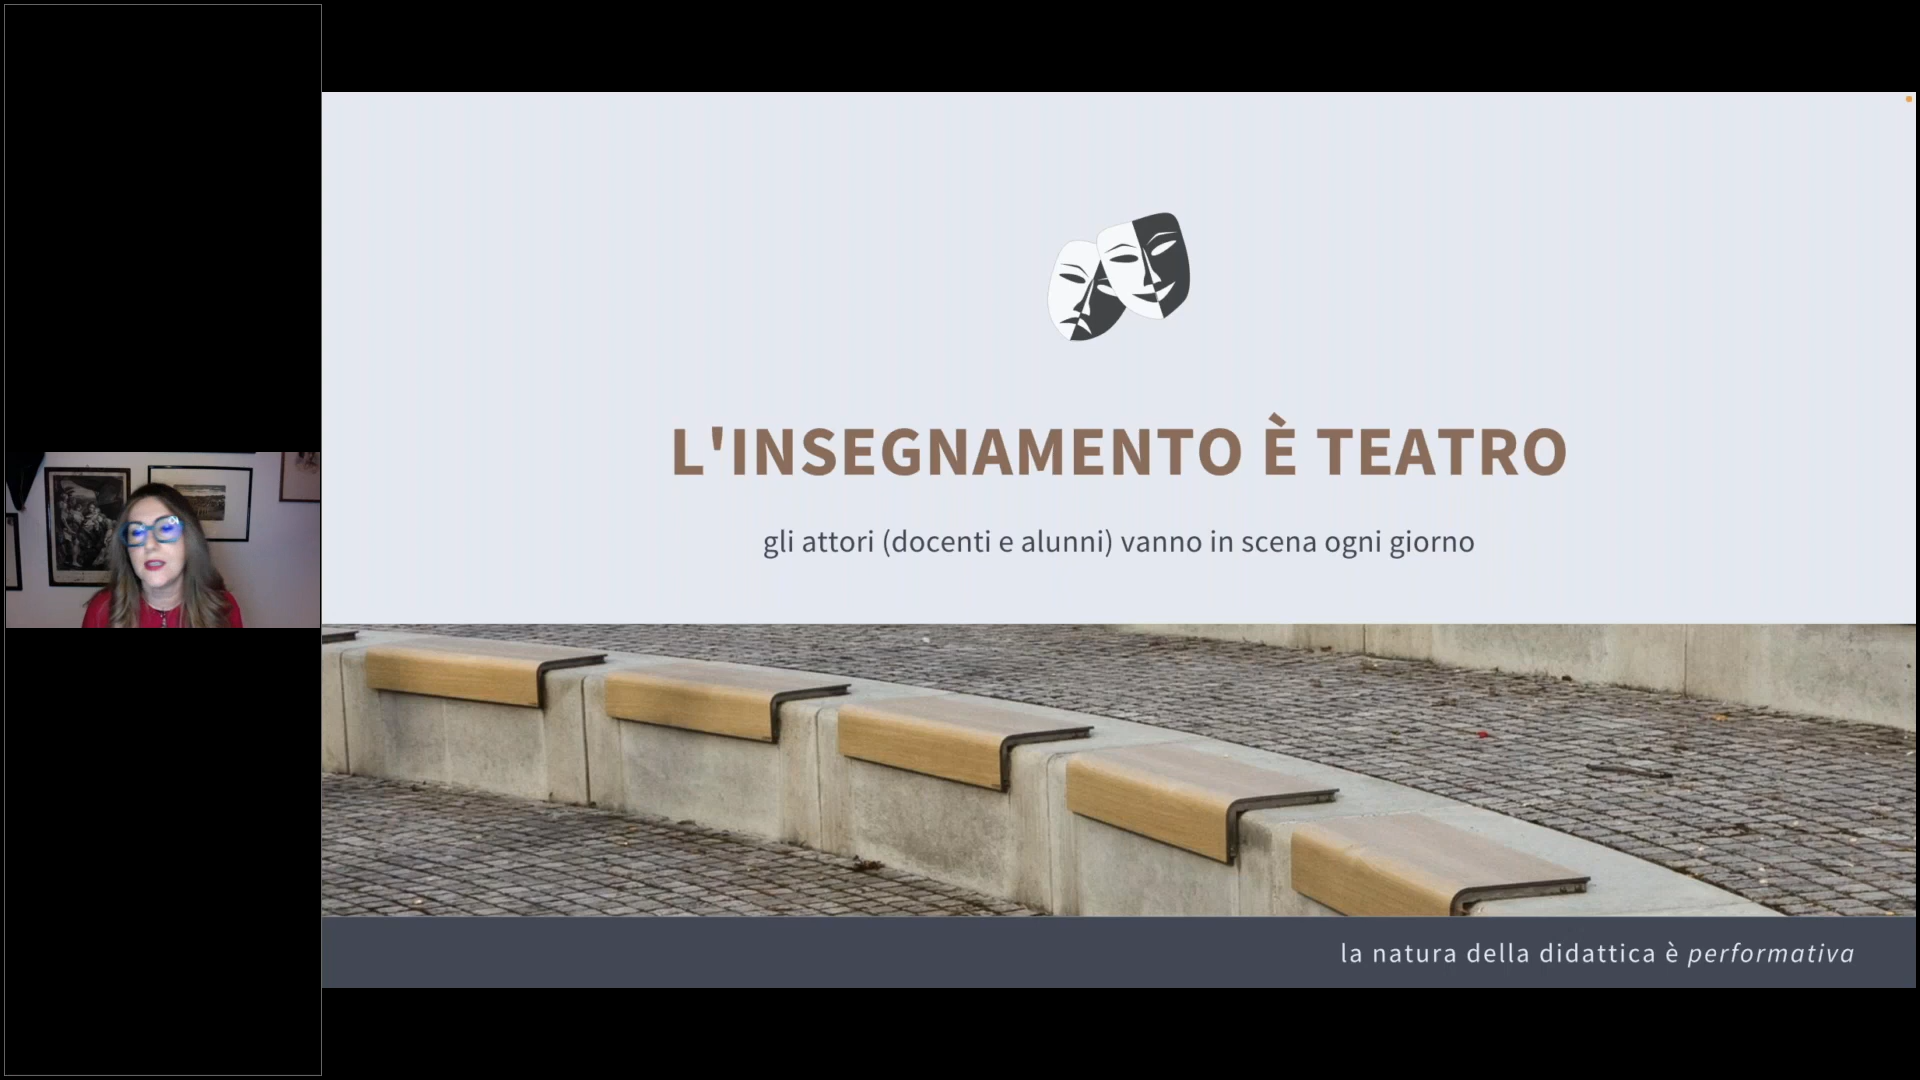 L'INSEGNAMENTO È TEATRO
gli attori (docenti e alunni) vanno in scena ogni giorno
la natura della didattica è performativa